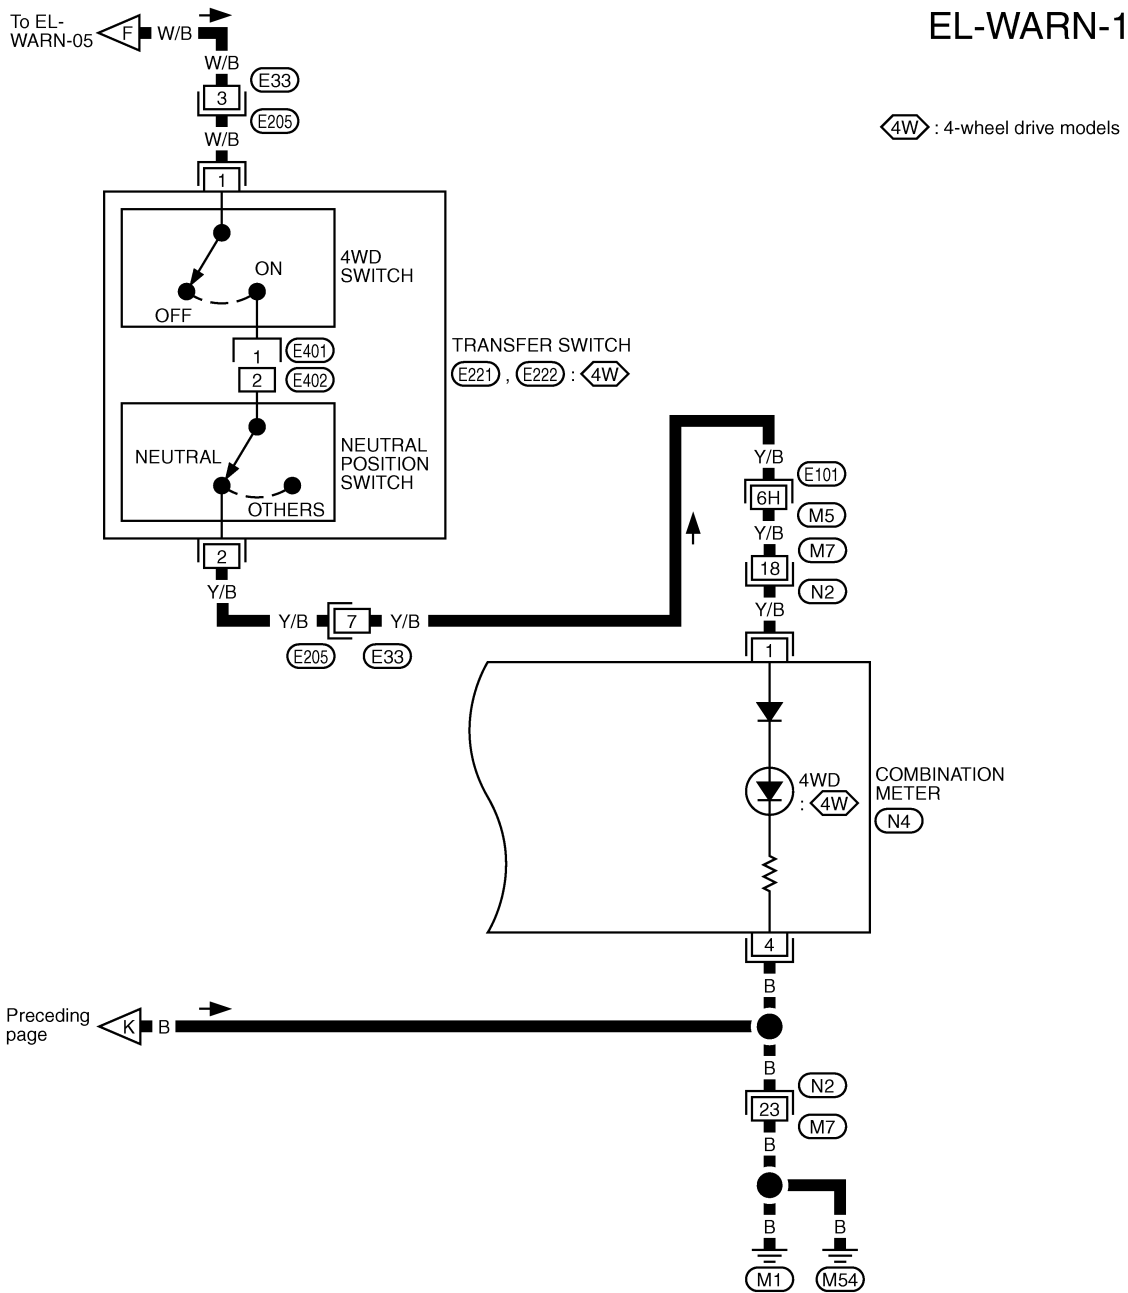 EL-WARN-1
To EL-
WARN-05
F
W/B
W/B
E33
3
E205
W/B
4W : 4-wheel drive models
1
4WD
SWITCH
ON
OFF
1
E401
2
E402
TRANSFER SWITCH
E221 , E222 : 4W
NEUTRAL
OTHERS
NEUTRAL
POSITION
SWITCH
2
Y/B
Y/B
7
Y/B
E205
E33
Y/B
E101
6H
M5
Y/B
M7
18
N2
Y/B
1
4WD
: 4W
COMBINATION
METER
N4
4
B
Preceding
page
K
B
B
N2
23
M7
B
B
B
M1
M54